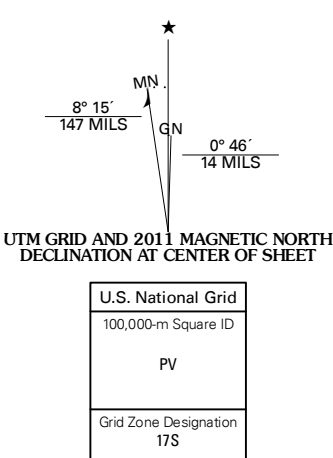 ★
MN
8° 15´
147 MILS
GN
0° 46´
14 MILS
UTM GRID AND 2011 MAGNETIC NORTH
DECLINATION AT CENTER OF SHEET
U.S. National Grid
100,000-m Square ID
PV
Grid Zone Designation
17S